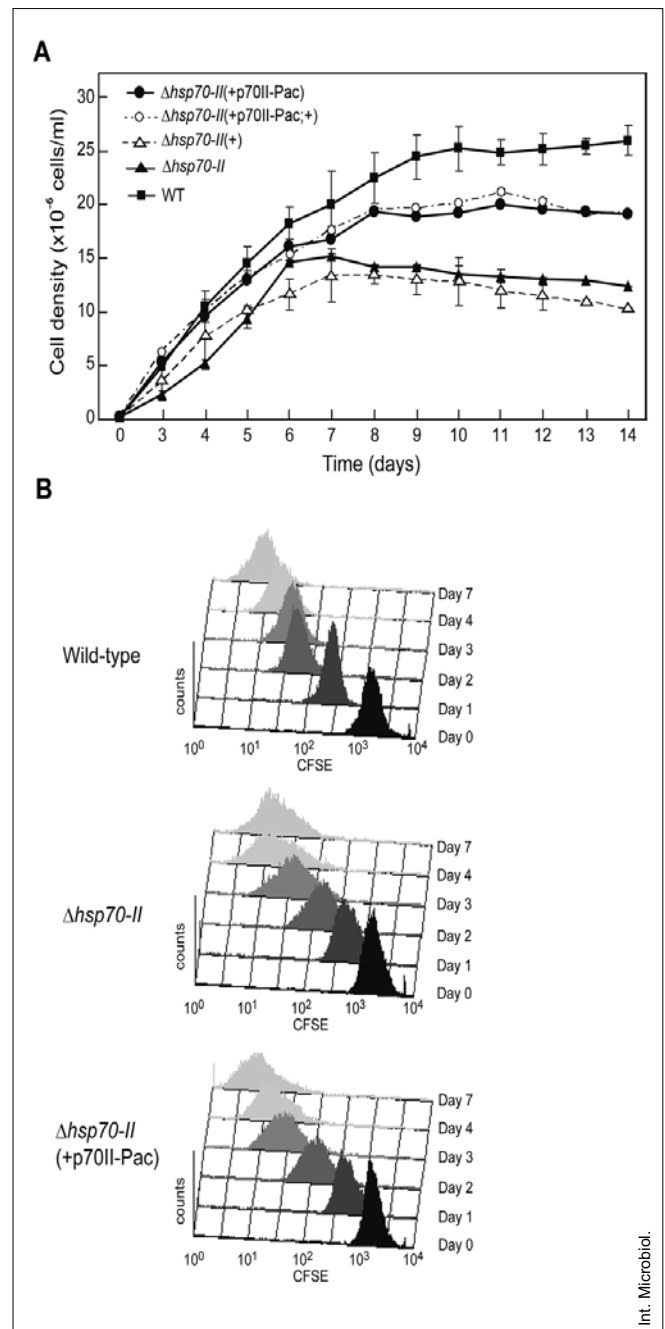 A
Δhsp70-II(+p70II-Pac)
Δhsp70-II(+p70II-Pac;+)
Δhsp70-II(+)
Δhsp70-II
WT
Cell density (x10⁻⁶ cells/ml)
30
25
20
15
10
5
0
0 3 4 5 6 7 8 9 10 11 12 13 14
Time (days)
B
Wild-type
counts
Day 7
Day 4
Day 3
Day 2
Day 1
Day 0
10⁰ 10¹ 10² 10³ 10⁴
CFSE
Δhsp70-II
counts
Day 7
Day 4
Day 3
Day 2
Day 1
Day 0
10⁰ 10¹ 10² 10³ 10⁴
CFSE
Δhsp70-II
(+p70II-Pac)
counts
Day 7
Day 4
Day 3
Day 2
Day 1
Day 0
10⁰ 10¹ 10² 10³ 10⁴
CFSE
Int. Microbiol.